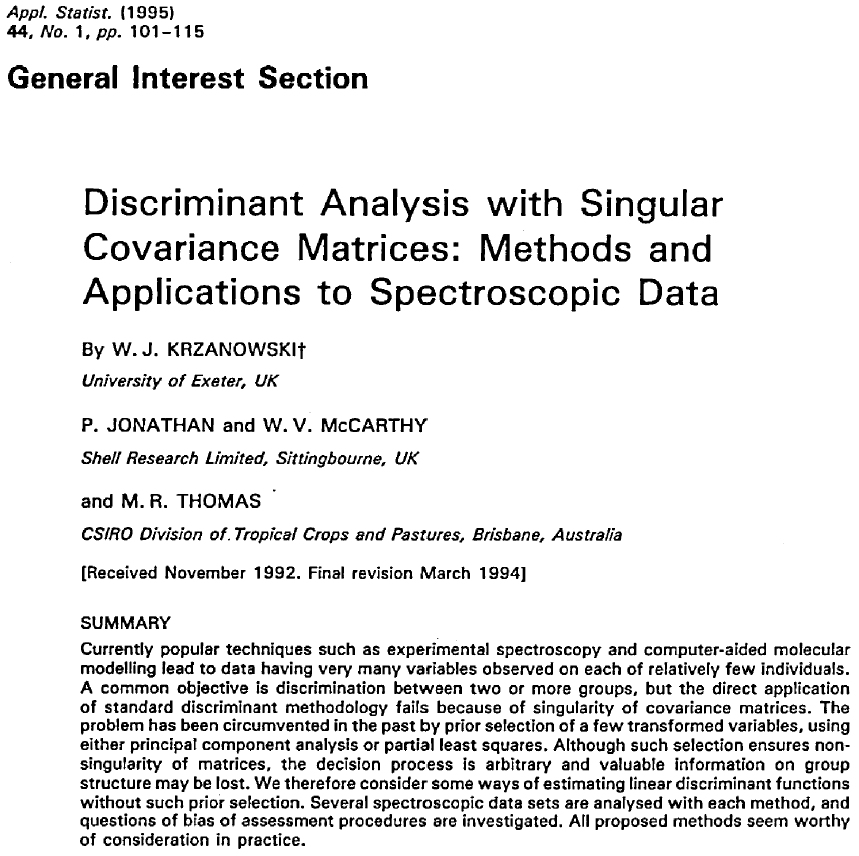 Appl. Statist. (1995)
44, No. 1, pp. 101–115
General Interest Section
Discriminant Analysis with Singular
Covariance Matrices: Methods and
Applications to Spectroscopic Data
By W. J. KRZANOWSKI†
University of Exeter, UK
P. JONATHAN and W. V. McCARTHY
Shell Research Limited, Sittingbourne, UK
and M. R. THOMAS
CSIRO Division of Tropical Crops and Pastures, Brisbane, Australia
[Received November 1992. Final revision March 1994]
SUMMARY
Currently popular techniques such as experimental spectroscopy and computer-aided molecular
modelling lead to data having very many variables observed on each of relatively few individuals.
A common objective is discrimination between two or more groups, but the direct application
of standard discriminant methodology fails because of singularity of covariance matrices. The
problem has been circumvented in the past by prior selection of a few transformed variables, using
either principal component analysis or partial least squares. Although such selection ensures non-
singularity of matrices, the decision process is arbitrary and valuable information on group
structure may be lost. We therefore consider some ways of estimating linear discriminant functions
without such prior selection. Several spectroscopic data sets are analysed with each method, and
questions of bias of assessment procedures are investigated. All proposed methods seem worthy
of consideration in practice.